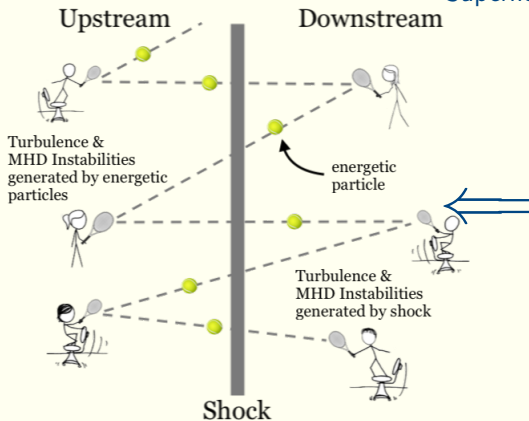 Upstream
Downstream
Turbulence &
MHD Instabilities
generated by energetic
particles
energetic
particle
Turbulence &
MHD Instabilities
generated by shock
Shock